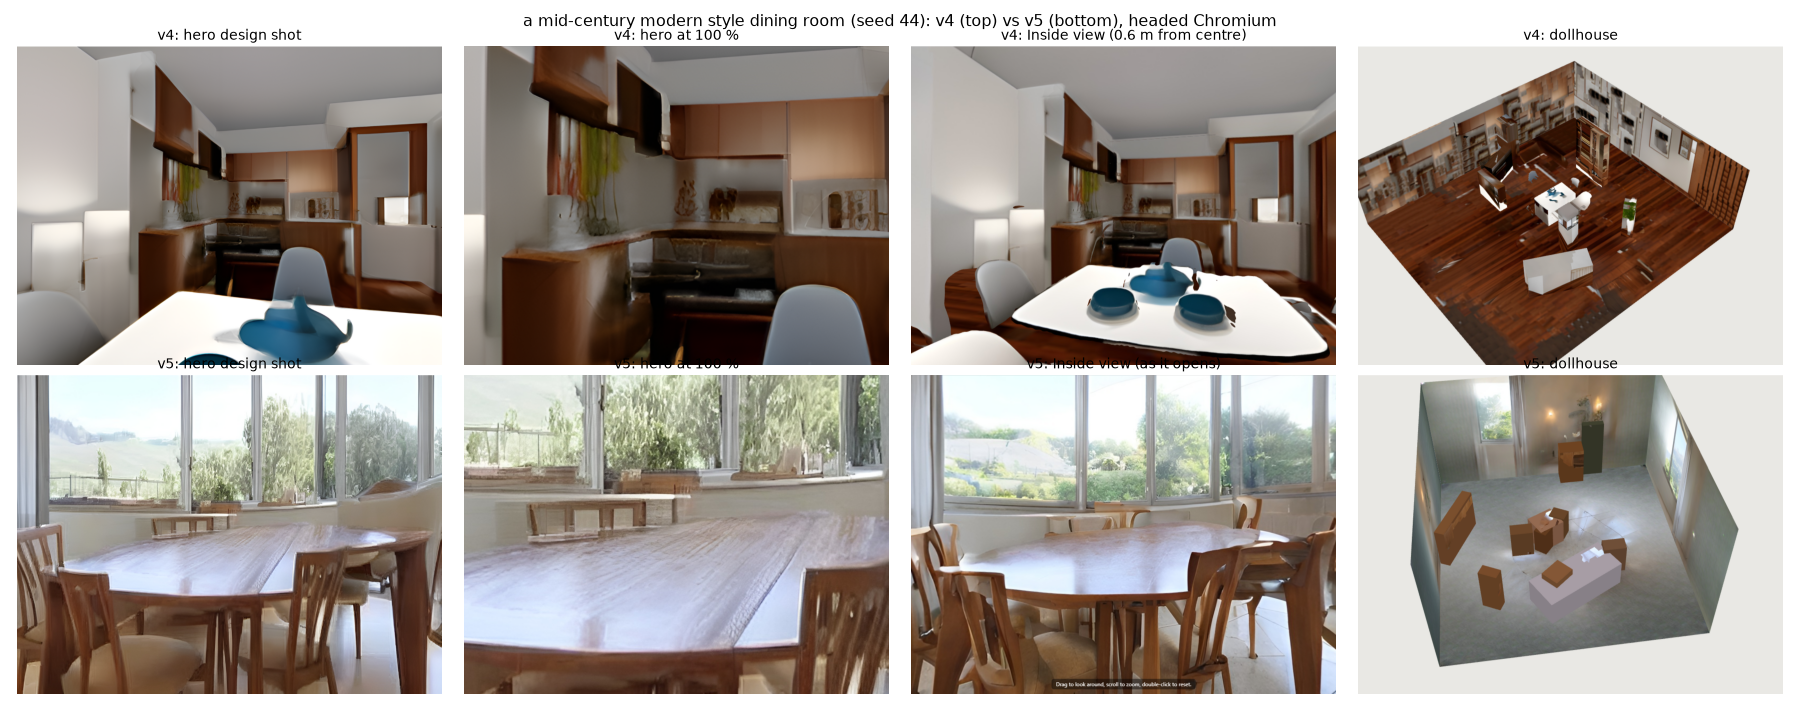 a mid-century modern style dining room (seed 44): v4 (top) vs v5 (bottom), headed Chromium
v4: hero design shot
v4: hero at 100 %
v4: Inside view (0.6 m from centre)
v4: dollhouse
v5: hero design shot
v5: hero at 100 %
v5: Inside view (as it opens)
v5: dollhouse
Drag to look around, scroll to zoom, double-click to reset.